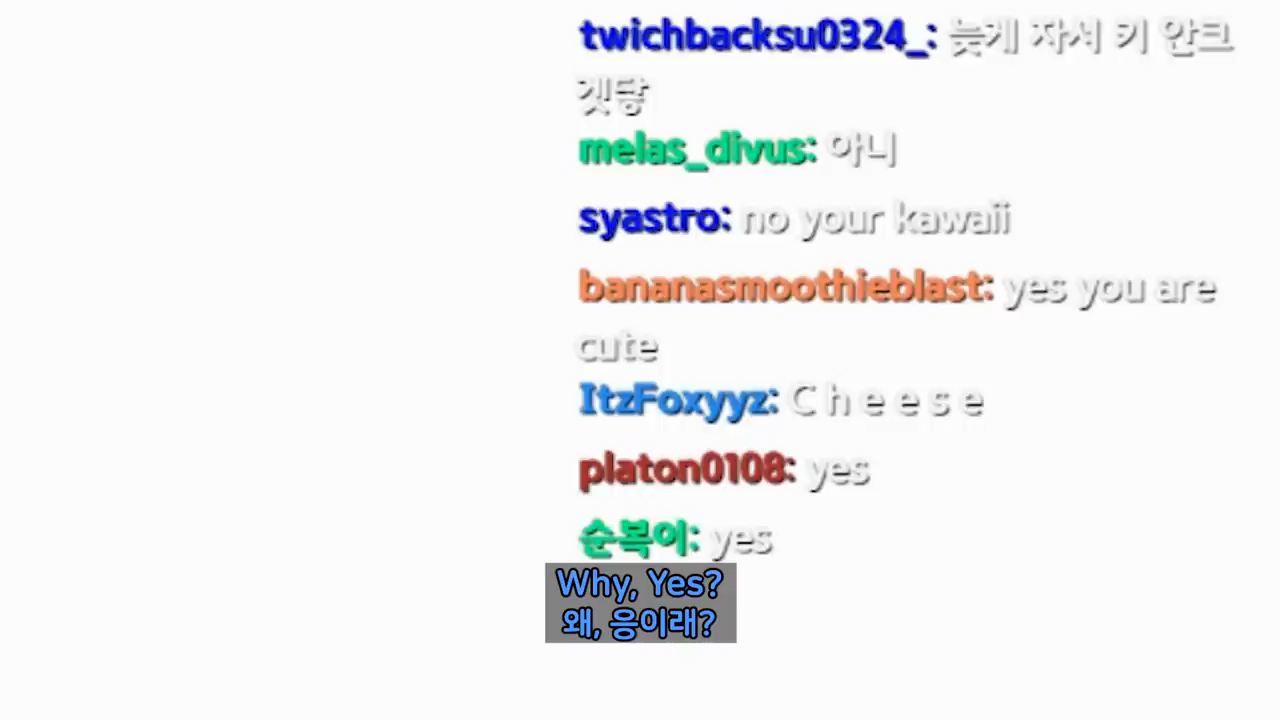 twichbacksu0324_: 늦게 자서 키 안크
겟땋
melas_divus: 아니
syastro: no your kawaii
bananasmoothieblast: yes you are
cute
ItzFoxyyz: C h e e s e
platon0108: yes
순복이: yes
Why, Yes?
왜, 응이래?